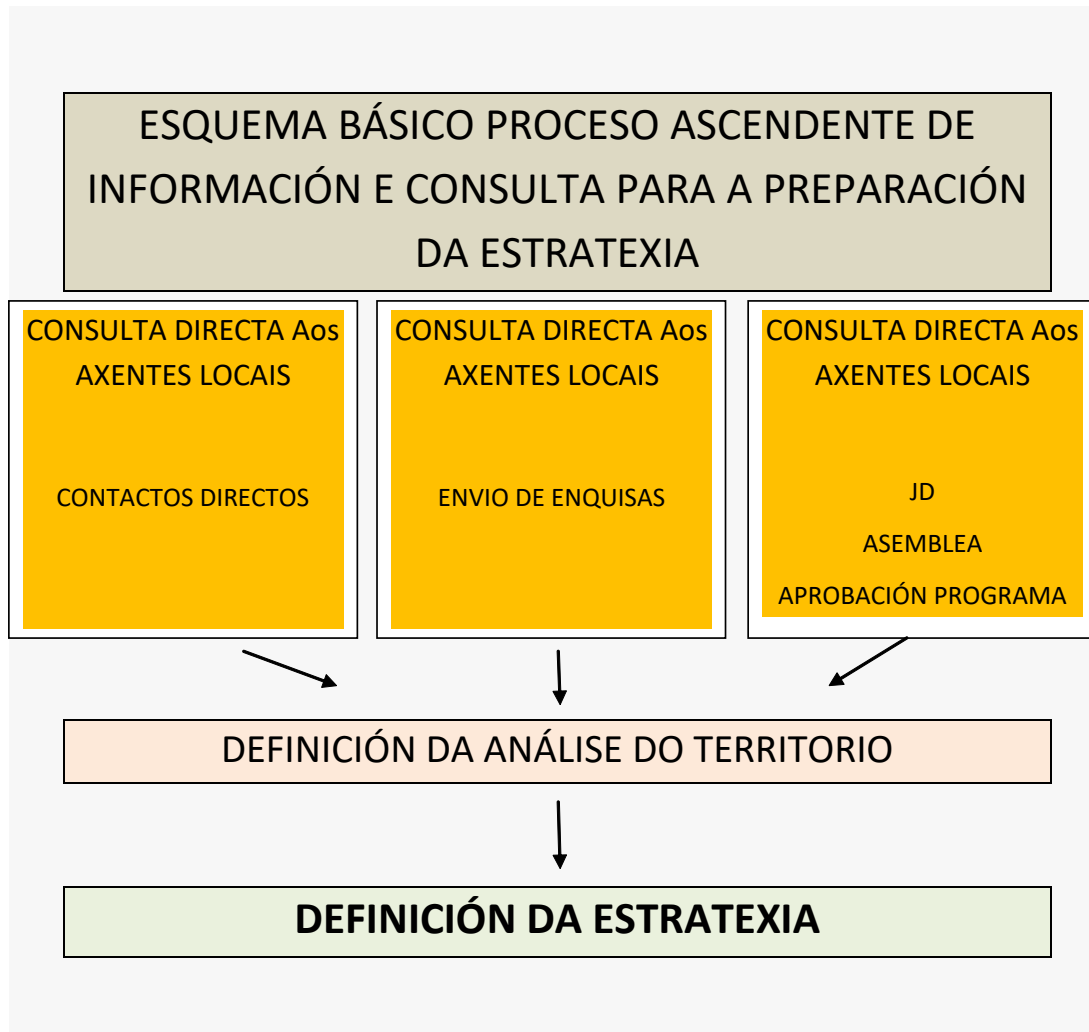 ESQUEMA BÁSICO PROCESO ASCENDENTE DE
INFORMACIÓN E CONSULTA PARA A PREPARACIÓN
DA ESTRATEXIA
CONSULTA DIRECTA Aos
AXENTES LOCAIS
CONTACTOS DIRECTOS
CONSULTA DIRECTA Aos
AXENTES LOCAIS
ENVIO DE ENQUISAS
CONSULTA DIRECTA Aos
AXENTES LOCAIS
JD
ASEMBLEA
APROBACIÓN PROGRAMA
DEFINICIÓN DA ANÁLISE DO TERRITORIO
DEFINICIÓN DA ESTRATEXIA